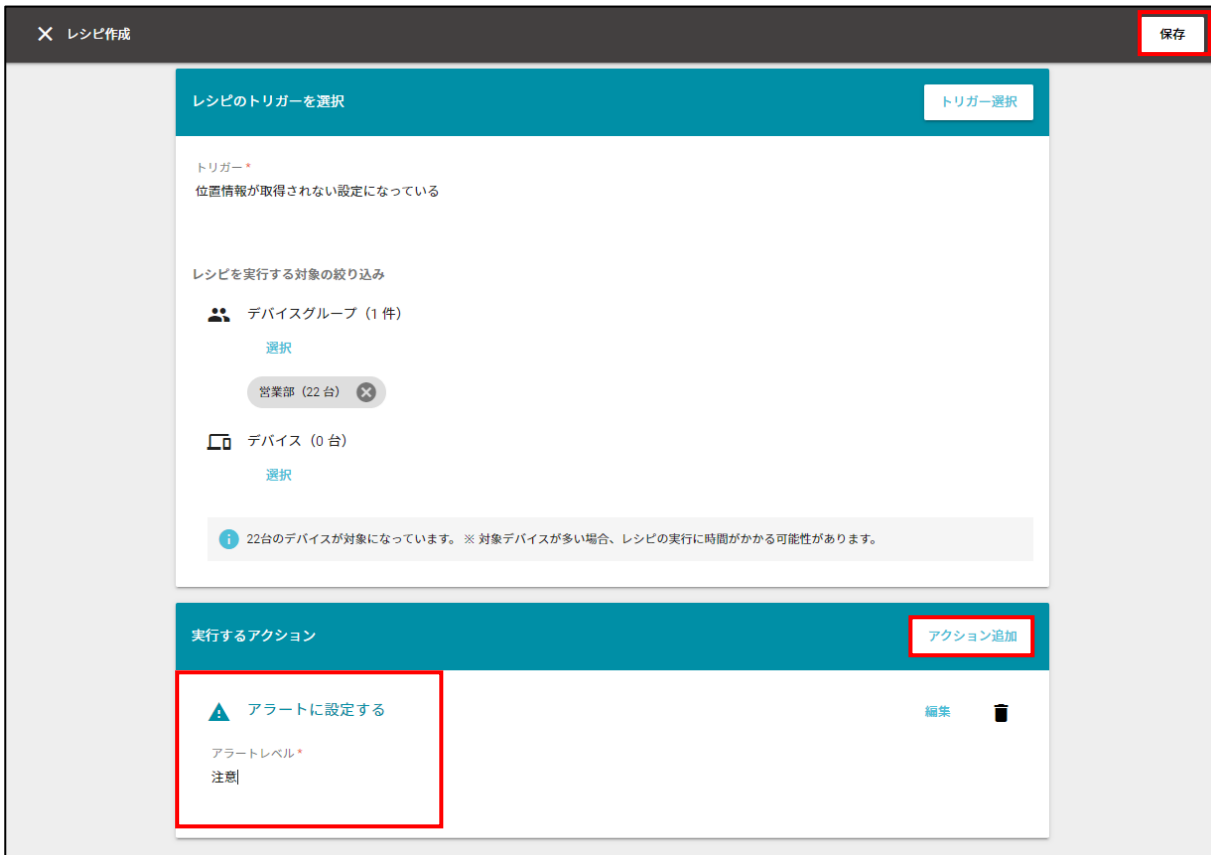 レシピ作成
保存
レシピのトリガーを選択
トリガー選択
トリガー *
位置情報が取得されない設定になっている
レシピを実行する対象の絞り込み
デバイスグループ（1 件）
選択
営業部（22 台）
デバイス（0 台）
選択
22台のデバイスが対象になっています。 ※ 対象デバイスが多い場合、レシピの実行に時間がかかる可能性があります。
実行するアクション
アクション追加
アラートに設定する
編集
アラートレベル *
注意